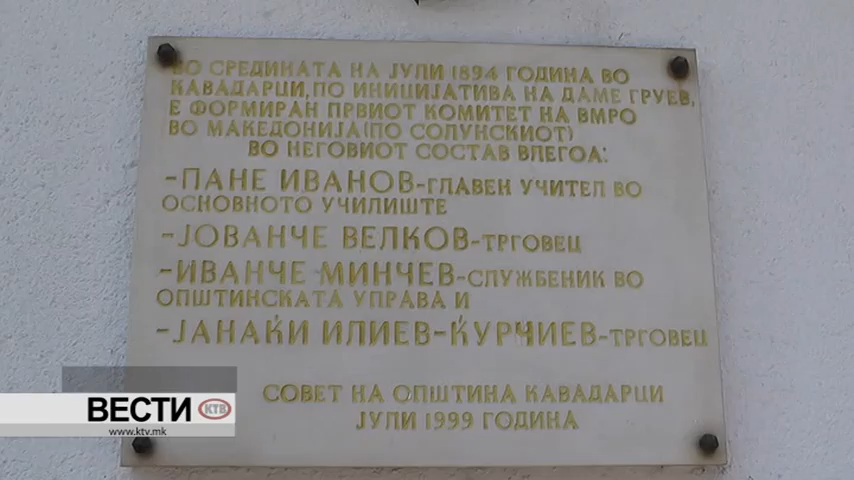 ВО СРЕДИНАТА НА ЈУЛИ 1894 ГОДИНА ВО
КАВАДАРЦИ, ПО ИНИЦИЈАТИВА НА ДАМЕ ГРУЕВ,
Е ФОРМИРАН ПРВИОТ КОМИТЕТ НА ВМРО
ВО МАКЕДОНИЈА (ПО СОЛУНСКИОТ)
ВО НЕГОВИОТ СОСТАВ ВЛЕГОА:
-ПАНЕ ИВАНОВ-ГЛАВЕН УЧИТЕЛ ВО
ОСНОВНОТО УЧИЛИШТЕ
-ЈОВАНЧЕ ВЕЛКОВ-ТРГОВЕЦ
-ИВАНЧЕ МИНЧЕВ-СЛУЖБЕНИК ВО
ОПШТИНСКАТА УПРАВА И
-ЈАНАЌИ ИЛИЕВ-ЌУРЧИЕВ-ТРГОВЕЦ
СОВЕТ НА ОПШТИНА КАВАДАРЦИ
ЈУЛИ 1999 ГОДИНА
ВЕСТИ КТВ
www.ktv.mk